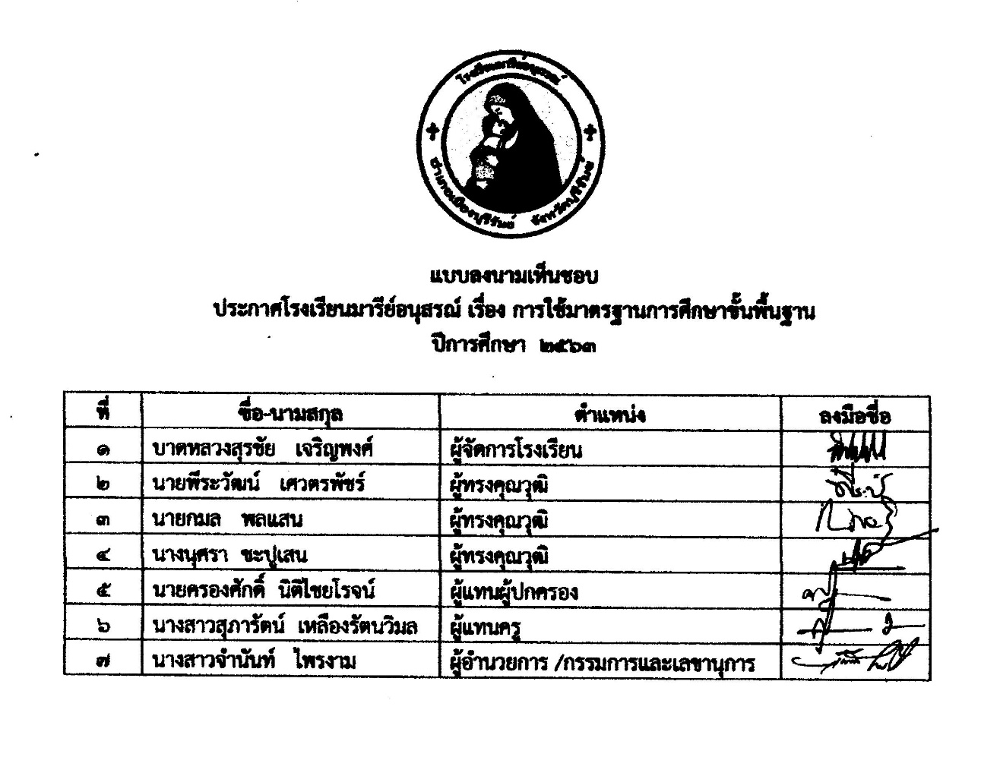 โรงเรียนมารีย์อนุสรณ์
อำเภอเมืองบุรีรัมย์ จังหวัดบุรีรัมย์
แบบลงนามเห็นชอบ
ประกาศโรงเรียนมารีย์อนุสรณ์ เรื่อง การใช้มาตรฐานการศึกษาขั้นพื้นฐาน
ปีการศึกษา ๒๕๖๓
ที่ ชื่อ-นามสกุล ตำแหน่ง ลงมือชื่อ
๑ บาดหลวงสุรชัย เจริญพงศ์ ผู้จัดการโรงเรียน
๒ นายพีระวัฒน์ เศวตรพัชร์ ผู้ทรงคุณวุฒิ
๓ นายกมล พลแสน ผู้ทรงคุณวุฒิ
๔ นางนุศรา ชะปูเสน ผู้ทรงคุณวุฒิ
๕ นายครองศักดิ์ นิติไชยโรจน์ ผู้แทนผู้ปกครอง
๖ นางสาวสุภารัตน์ เหลืองรัตนวิมล ผู้แทนครู
๗ นางสาวจำนันท์ ไพรงาม ผู้อำนวยการ /กรรมการและเลขานุการ